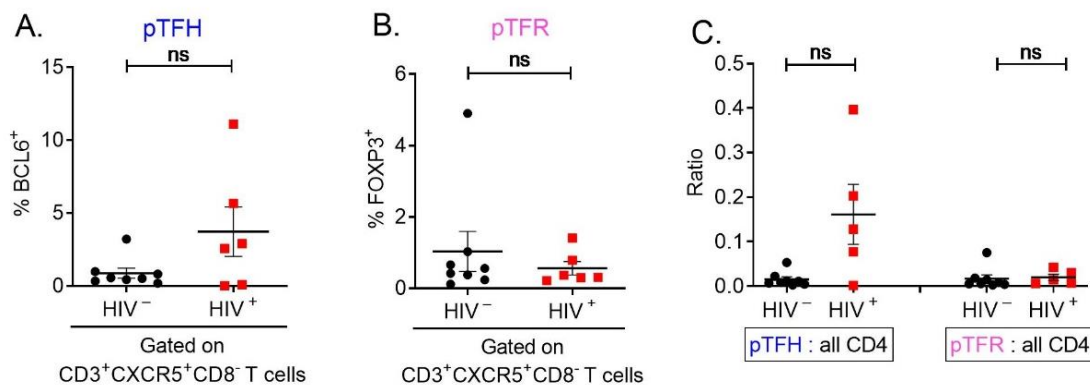 A.
pTFH
ns
15
10
5
0
% BCL6⁺
HIV⁻ HIV⁺
Gated on
CD3⁺CXCR5⁺CD8⁻ T cells
B.
pTFR
ns
6
4
2
0
% FOXP3⁺
HIV⁻ HIV⁺
Gated on
CD3⁺CXCR5⁺CD8⁻ T cells
C.
ns ns
0.5
0.4
0.3
0.2
0.1
0.0
Ratio
HIV⁻ HIV⁺ HIV⁻ HIV⁺
pTFH : all CD4 pTFR : all CD4